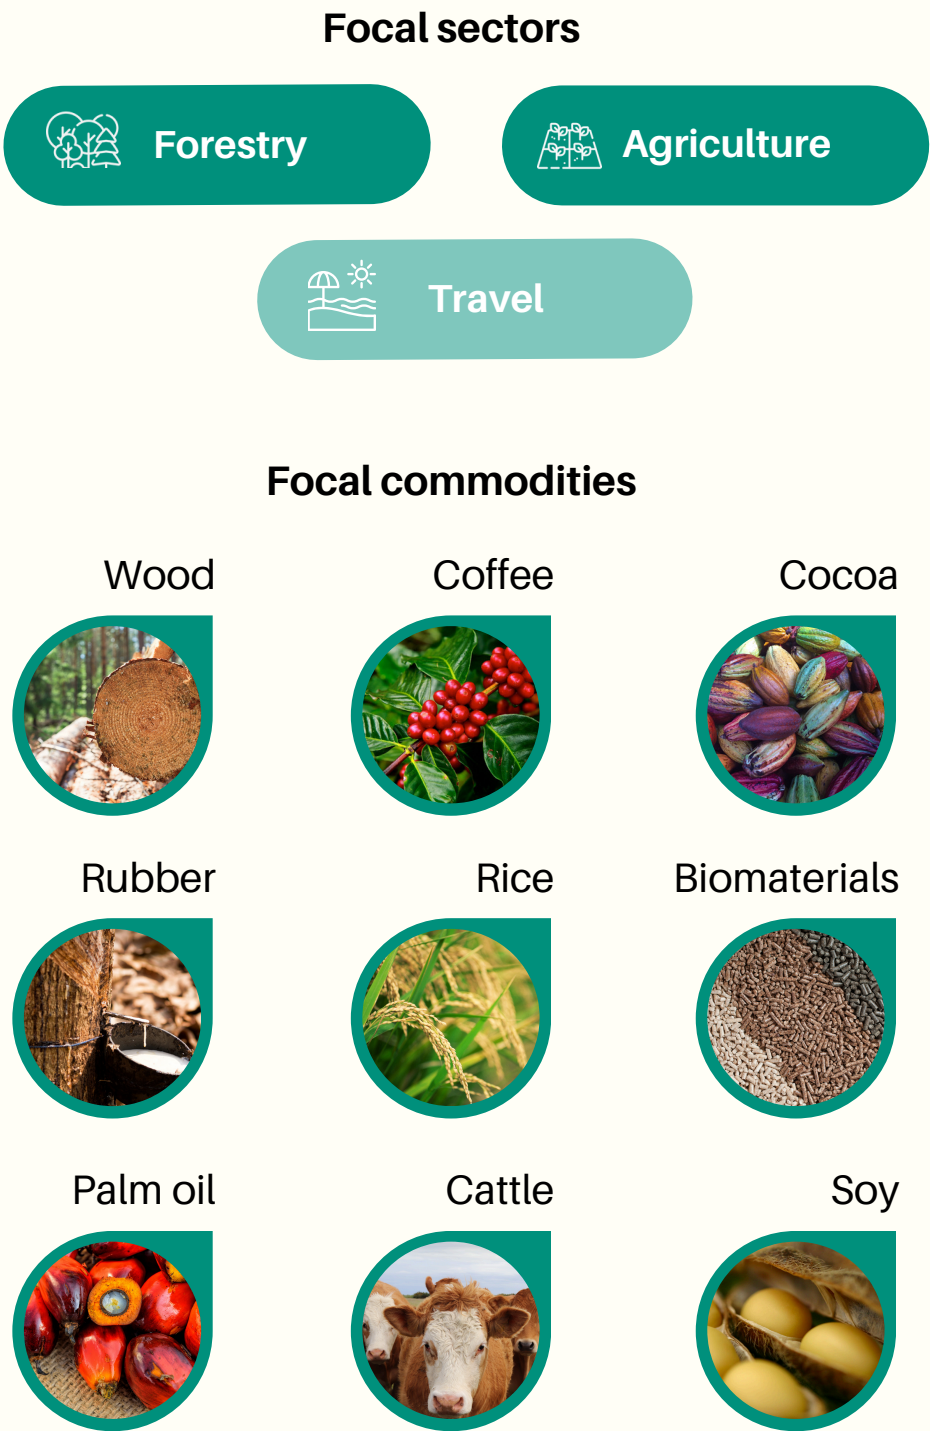 Focal sectors
Forestry
Agriculture
Travel
Focal commodities
Wood
Coffee
Cocoa
Rubber
Rice
Biomaterials
Palm oil
Cattle
Soy